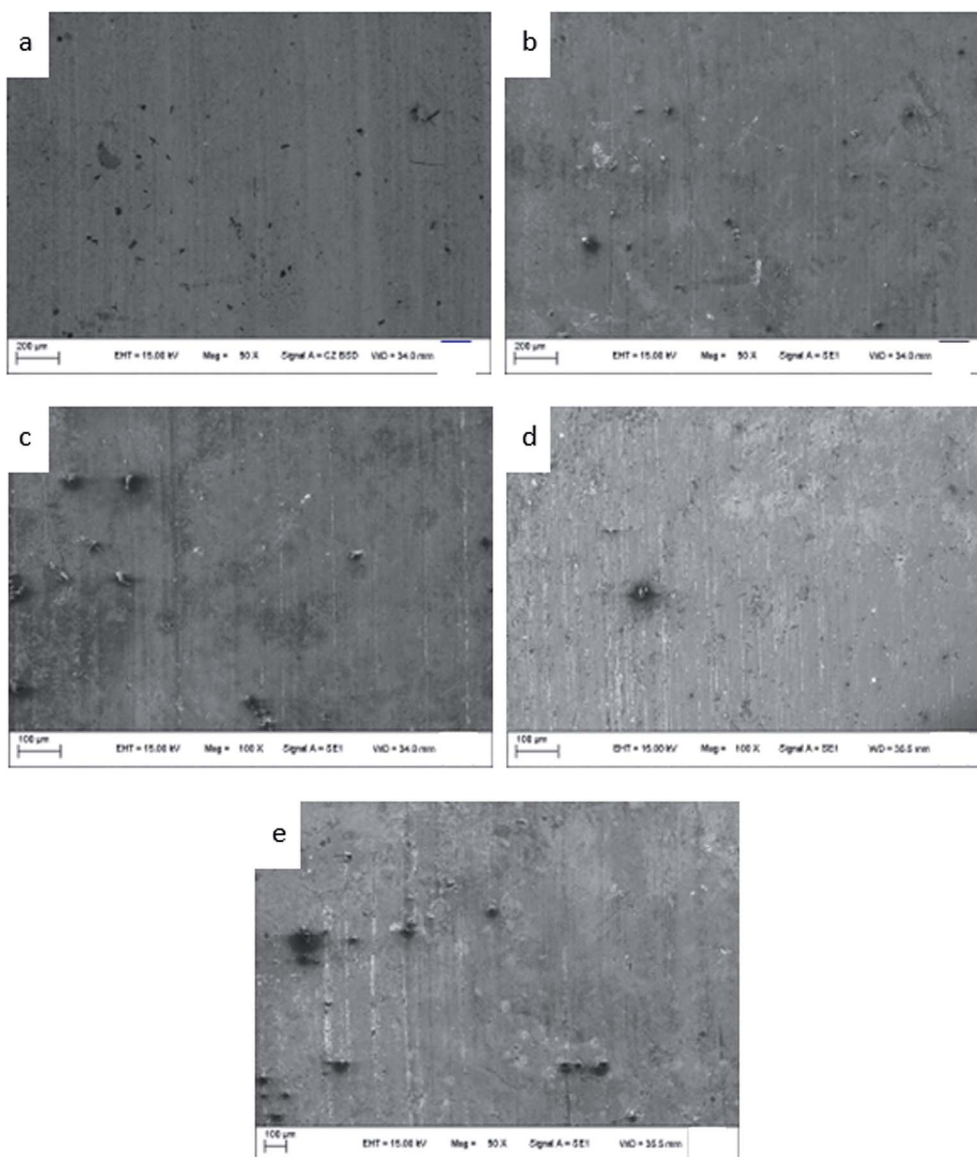 a
b
200 µm EHT = 15.00 kV Mag = 50 X Signal A = CZ BSD WD = 34.0 mm
200 µm EHT = 15.00 kV Mag = 50 X Signal A = SE1 WD = 34.0 mm
c
d
100 µm EHT = 15.00 kV Mag = 100 X Signal A = SE1 WD = 34.0 mm
100 µm EHT = 15.00 kV Mag = 100 X Signal A = SE1 WD = 35.5 mm
e
100 µm EHT = 15.00 kV Mag = 50 X Signal A = SE1 WD = 35.5 mm